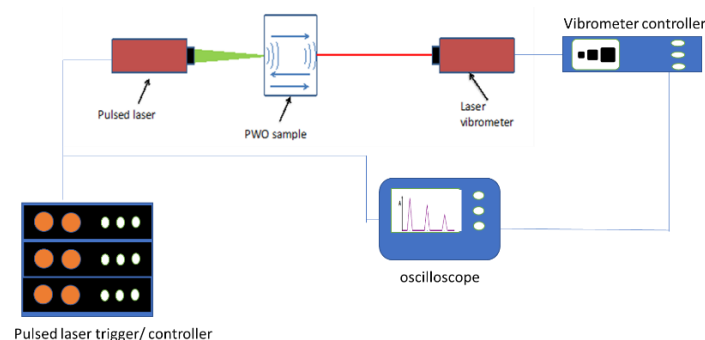 Vibrometer controller
Pulsed laser
PWO sample
Laser
vibrometer
A
oscilloscope
Pulsed laser trigger/ controller